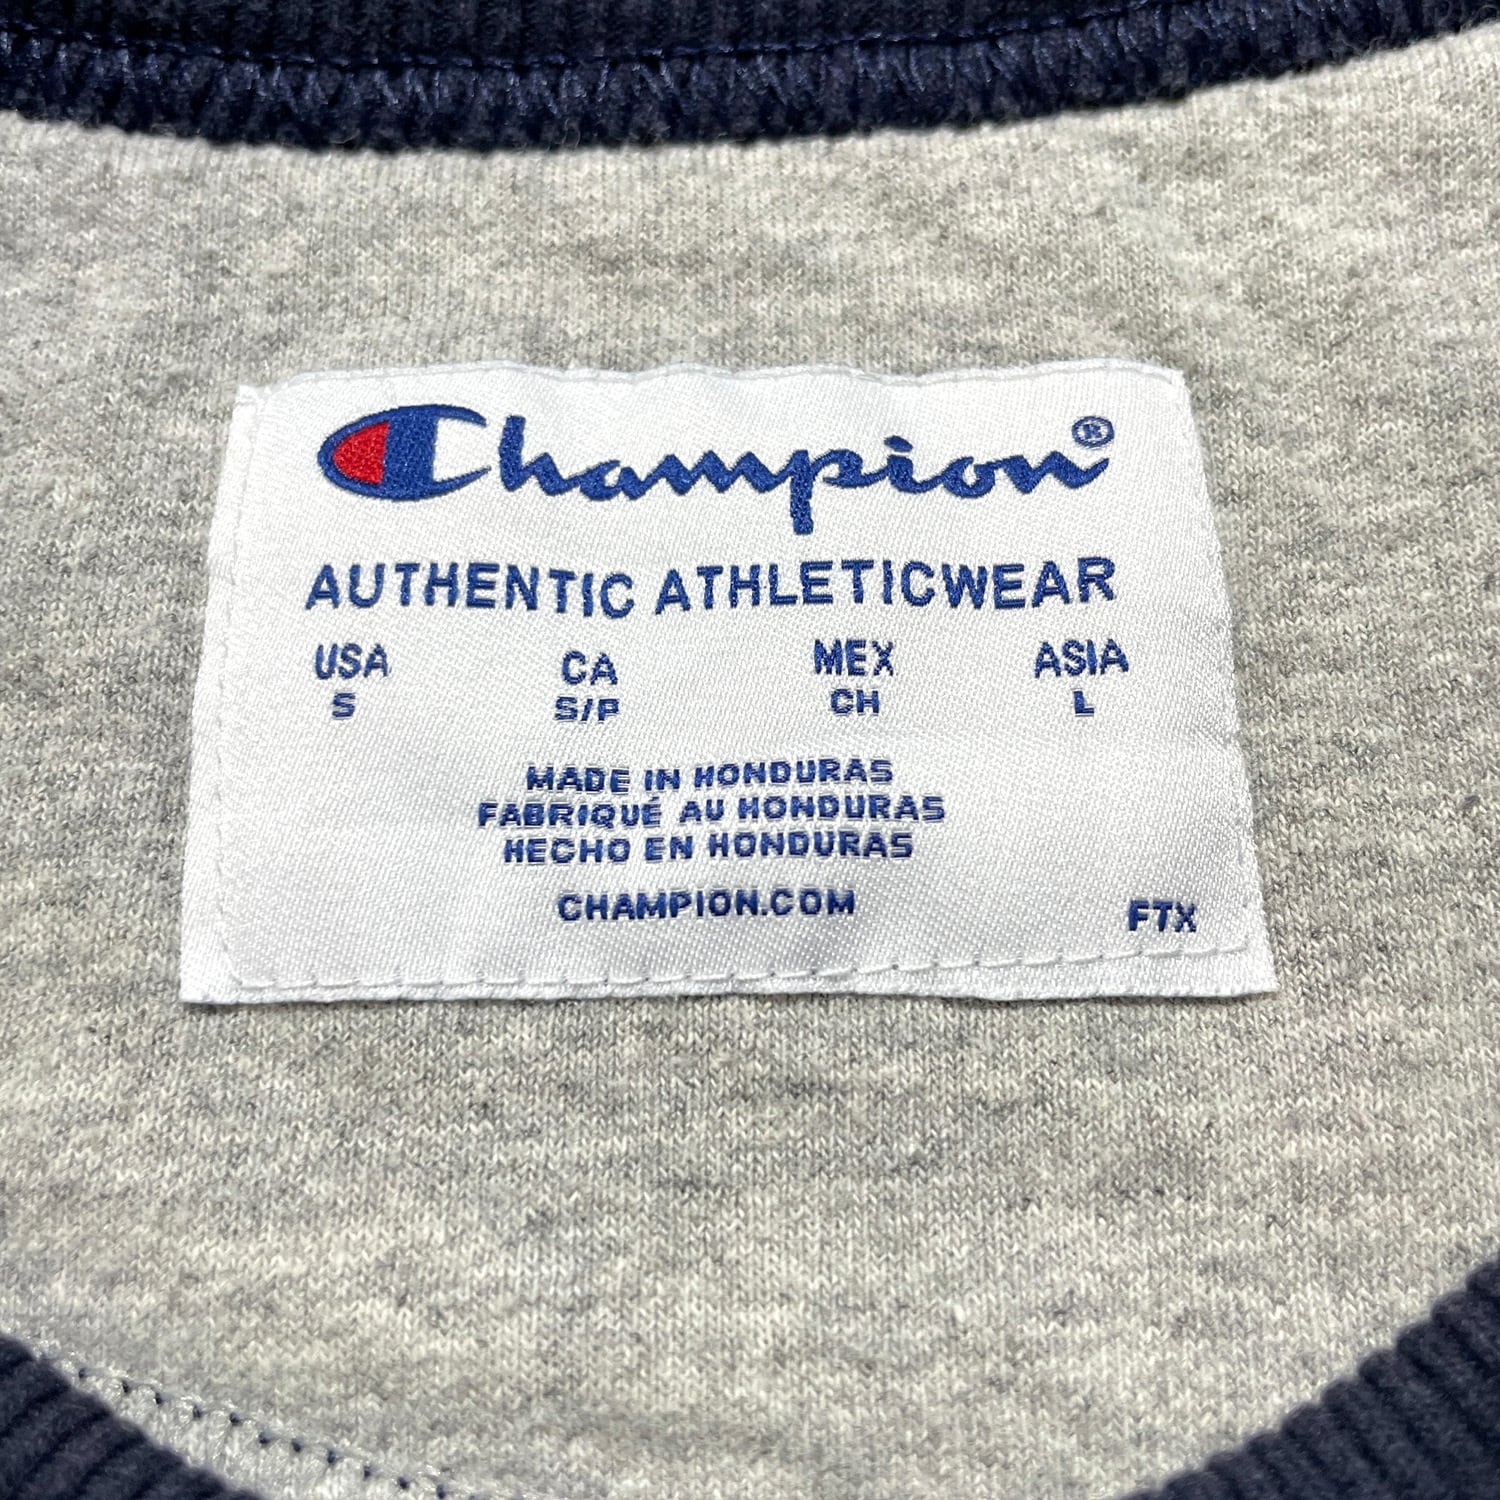 Champion®
AUTHENTIC ATHLETICWEAR
USA CA MEX ASIA
S S/P CH L
MADE IN HONDURAS
FABRIQUÉ AU HONDURAS
HECHO EN HONDURAS
CHAMPION.COM FTX